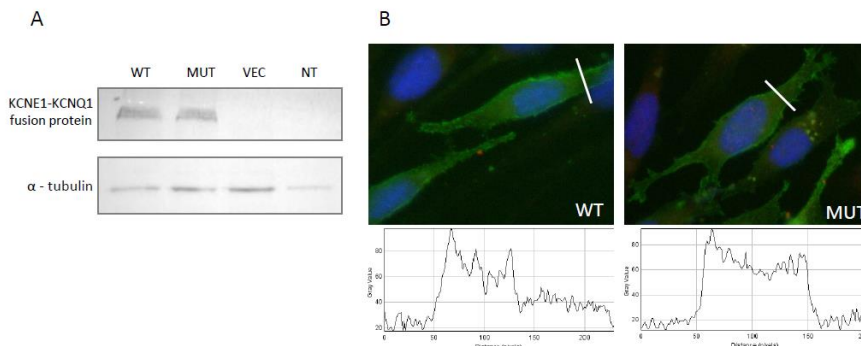 A
B
WT MUT VEC NT
KCNE1-KCNQ1
fusion protein
α - tubulin
WT
MUT
Gray Value
80
60
40
20
0 50 100 150 200
Gray Value
80
60
40
20
0 50 100 150